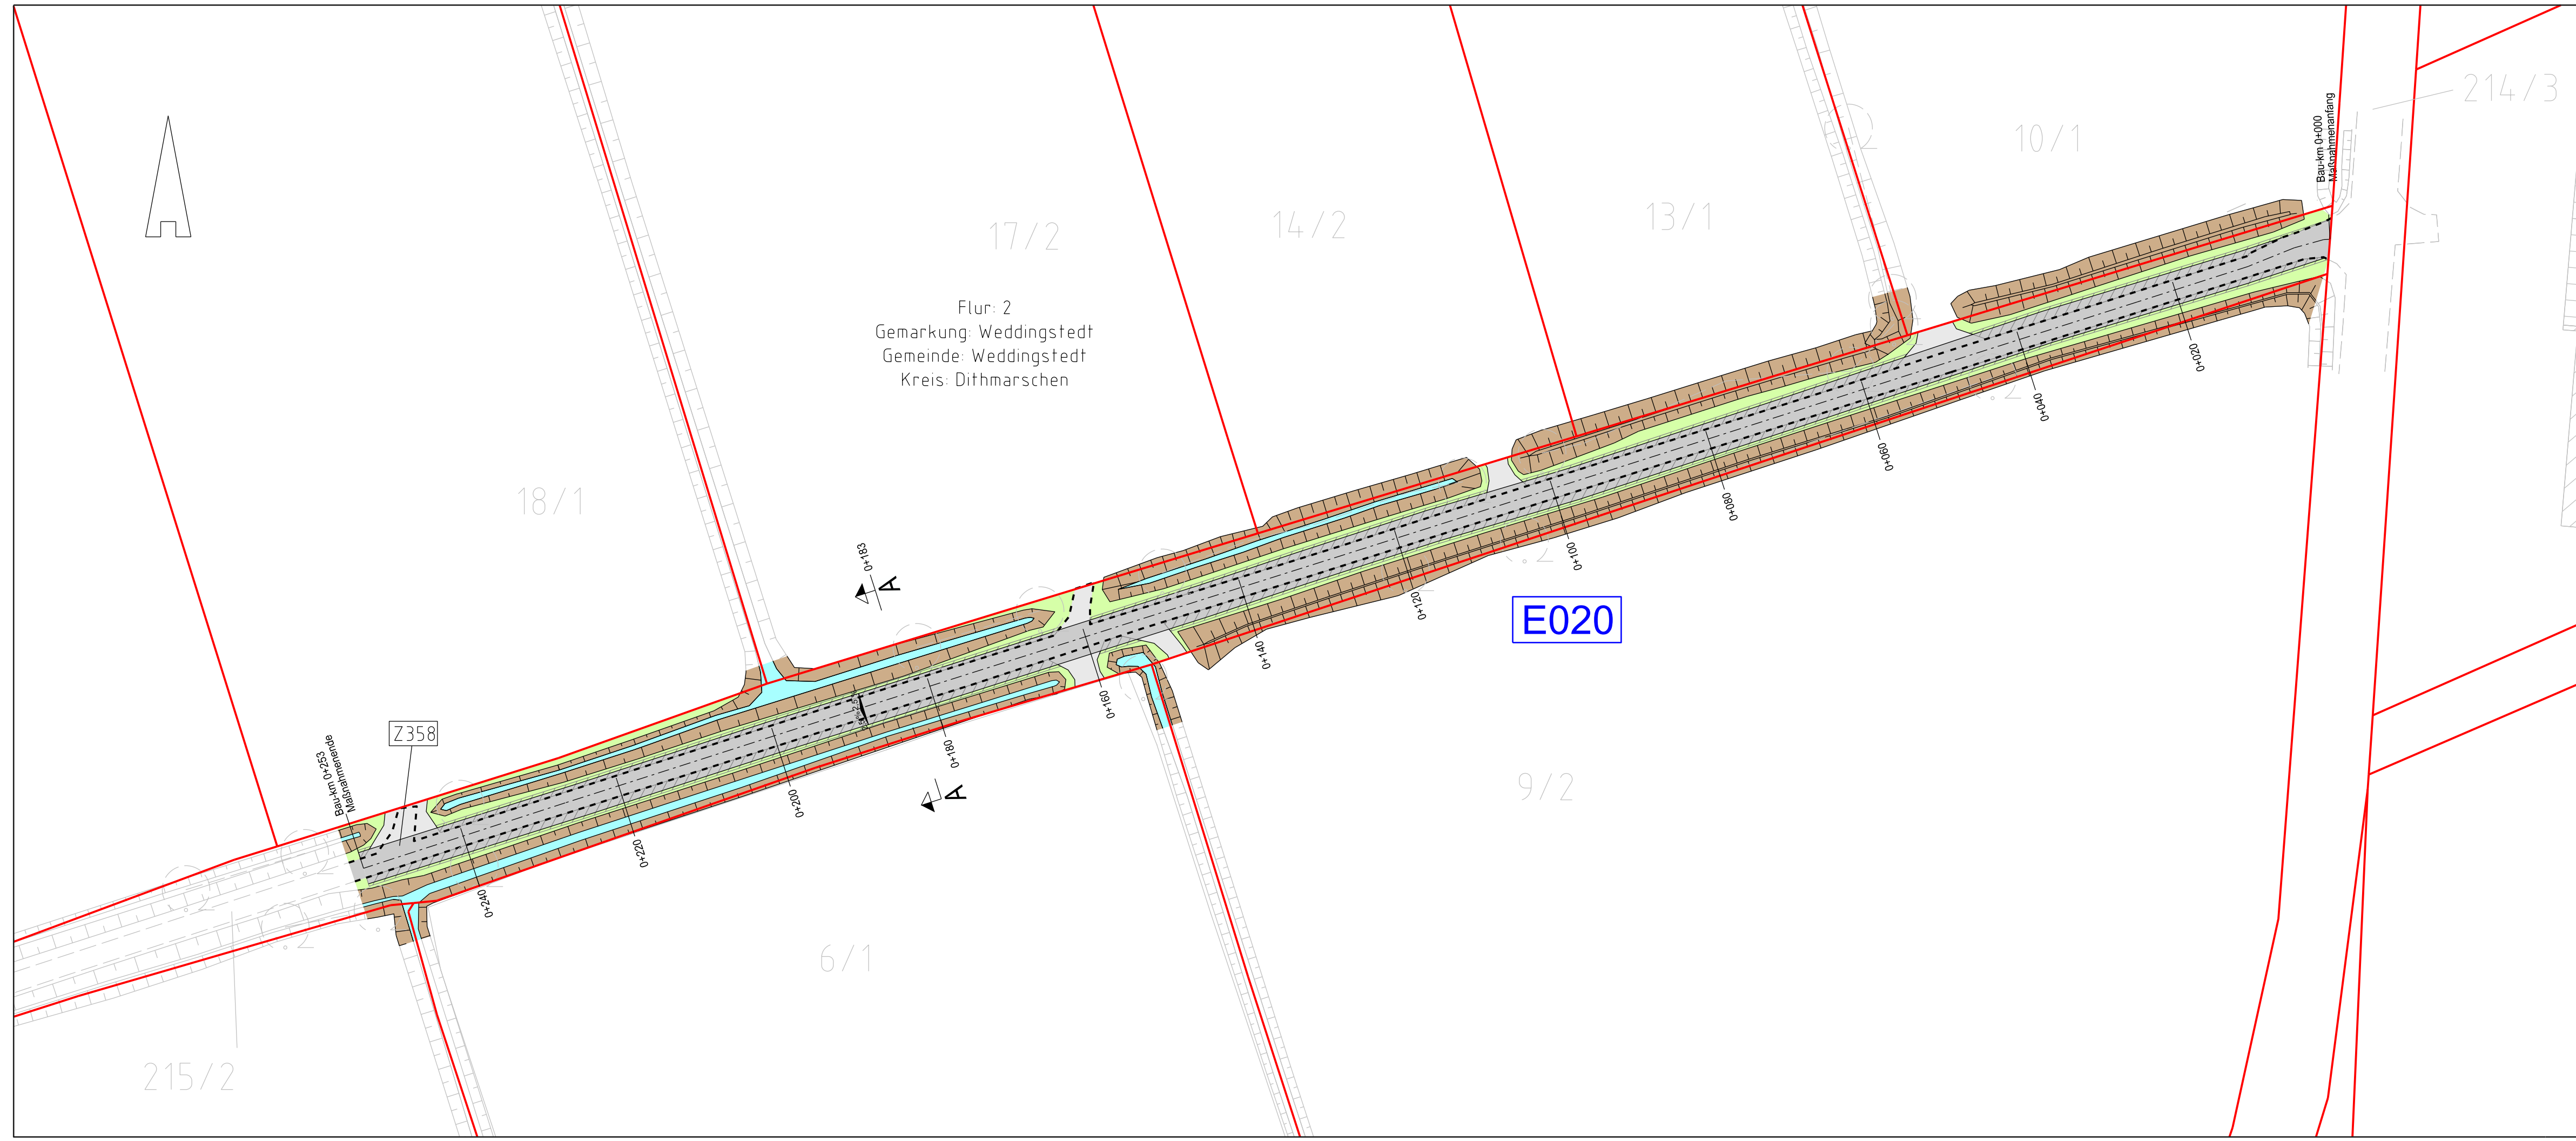 214/3
10/1
Bau-km 0+000
Maßnahmenanfang
13/1
14/2
17/2
Flur: 2
Gemarkung: Weddingstedt
Gemeinde: Weddingstedt
Kreis: Dithmarschen
18/1
0+020
0+040
0+060
0+080
0+100
0+120
0+140
0+160
0+180
0+200
0+220
0+240
0+183
A
A
E020
Z358
Bau-km 0+253
Maßnahmenende
9/2
6/1
215/2